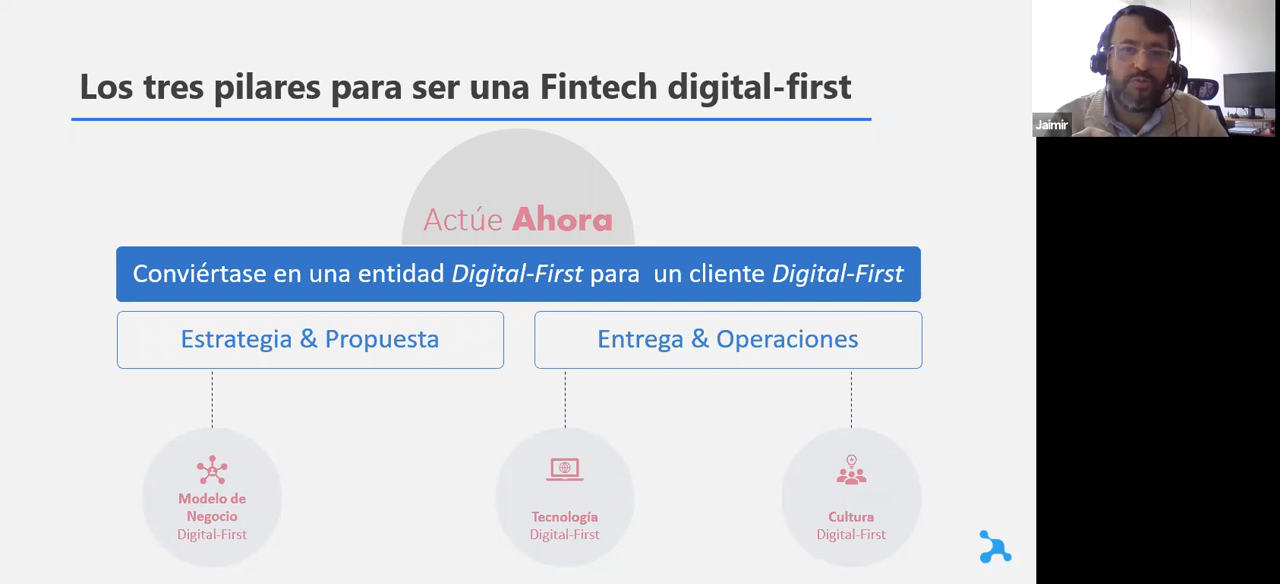 Los tres pilares para ser una Fintech digital-first
Jaimir
Actúe Ahora
Conviértase en una entidad Digital-First para un cliente Digital-First
Estrategia & Propuesta
Entrega & Operaciones
Modelo de
Negocio
Digital-First
Tecnología
Digital-First
Cultura
Digital-First